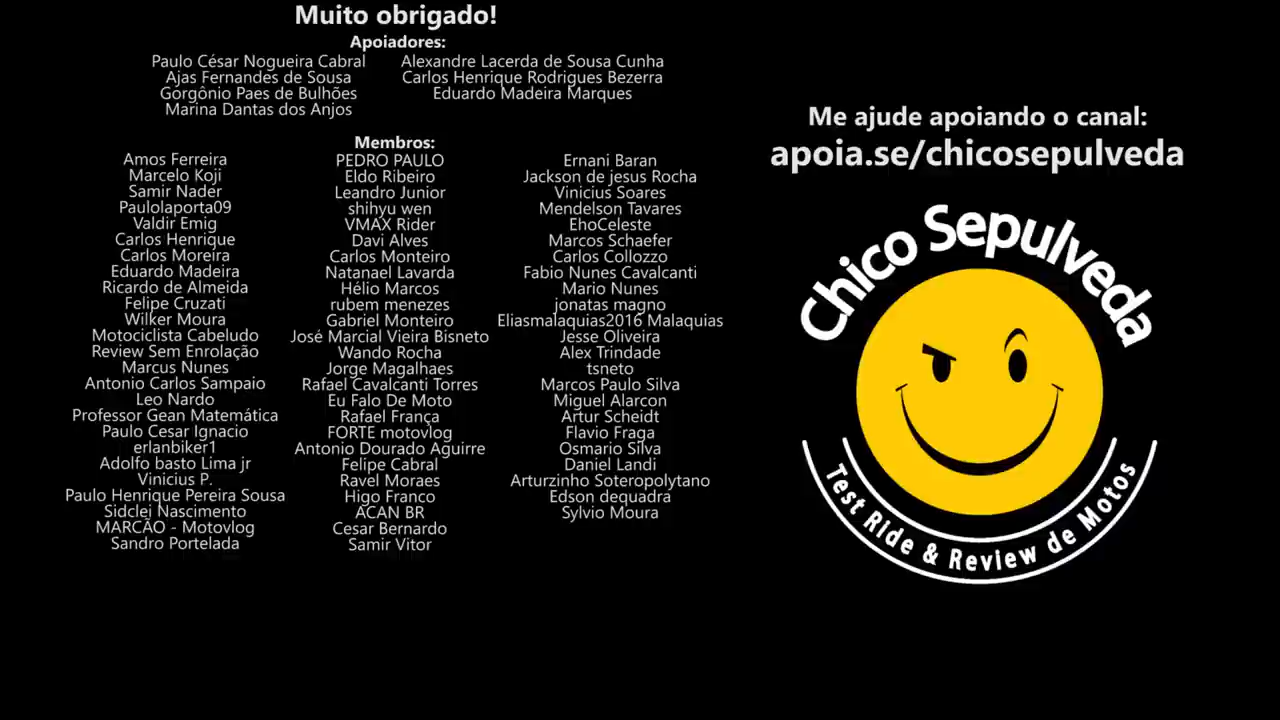 Muito obrigado!
Apoiadores:
Paulo César Nogueira Cabral
Ajas Fernandes de Sousa
Gorgônio Paes de Bulhões
Marina Dantas dos Anjos
Alexandre Lacerda de Sousa Cunha
Carlos Henrique Rodrigues Bezerra
Eduardo Madeira Marques
Membros:
Amos Ferreira
Marcelo Koji
Samir Nader
Paulolaporta09
Valdir Emig
Carlos Henrique
Carlos Moreira
Eduardo Madeira
Ricardo de Almeida
Felipe Cruzati
Wilker Moura
Motociclista Cabeludo
Review Sem Enrolação
Marcus Nunes
Antonio Carlos Sampaio
Leo Nardo
Professor Gean Matemática
Paulo Cesar Ignacio
erlanbiker1
Adolfo basto Lima jr
Vinicius P.
Paulo Henrique Pereira Sousa
Sidclei Nascimento
MARCÃO - Motovlog
Sandro Portelada
PEDRO PAULO
Eldo Ribeiro
Leandro Junior
shihyu wen
VMAX Rider
Davi Alves
Carlos Monteiro
Natanael Lavarda
Hélio Marcos
rubem menezes
Gabriel Monteiro
José Marcial Vieira Bisneto
Wando Rocha
Jorge Magalhaes
Rafael Cavalcanti Torres
Eu Falo De Moto
Rafael França
FORTE motovlog
Antonio Dourado Aguirre
Felipe Cabral
Ravel Moraes
Higo Franco
ACAN BR
Cesar Bernardo
Samir Vitor
Ernani Baran
Jackson de jesus Rocha
Vinicius Soares
Mendelson Tavares
EhoCeleste
Marcos Schaefer
Carlos Collozzo
Fabio Nunes Cavalcanti
Mario Nunes
jonatas magno
Eliasmalaquias2016 Malaquias
Jesse Oliveira
Alex Trindade
tsneto
Marcos Paulo Silva
Miguel Alarcon
Artur Scheidt
Flavio Fraga
Osmario Silva
Daniel Landi
Arturzinho Soteropolytano
Edson dequadra
Sylvio Moura
Me ajude apoiando o canal:
apoia.se/chicosepulveda
Chico Sepulveda
Test Ride & Review de Motos